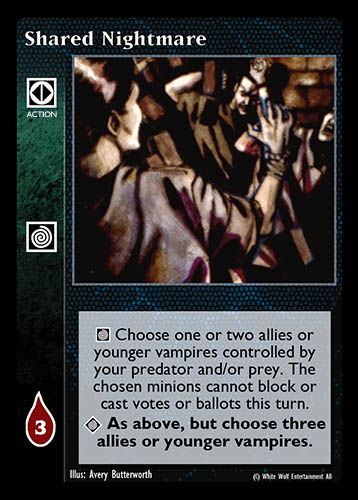 Shared Nightmare
ACTION
Choose one or two allies or
younger vampires controlled by
your predator and/or prey. The
chosen minions cannot block or
cast votes or ballots this turn.
As above, but choose three
allies or younger vampires.
3
Illus: Avery Butterworth
(C) White Wolf Entertainment AB